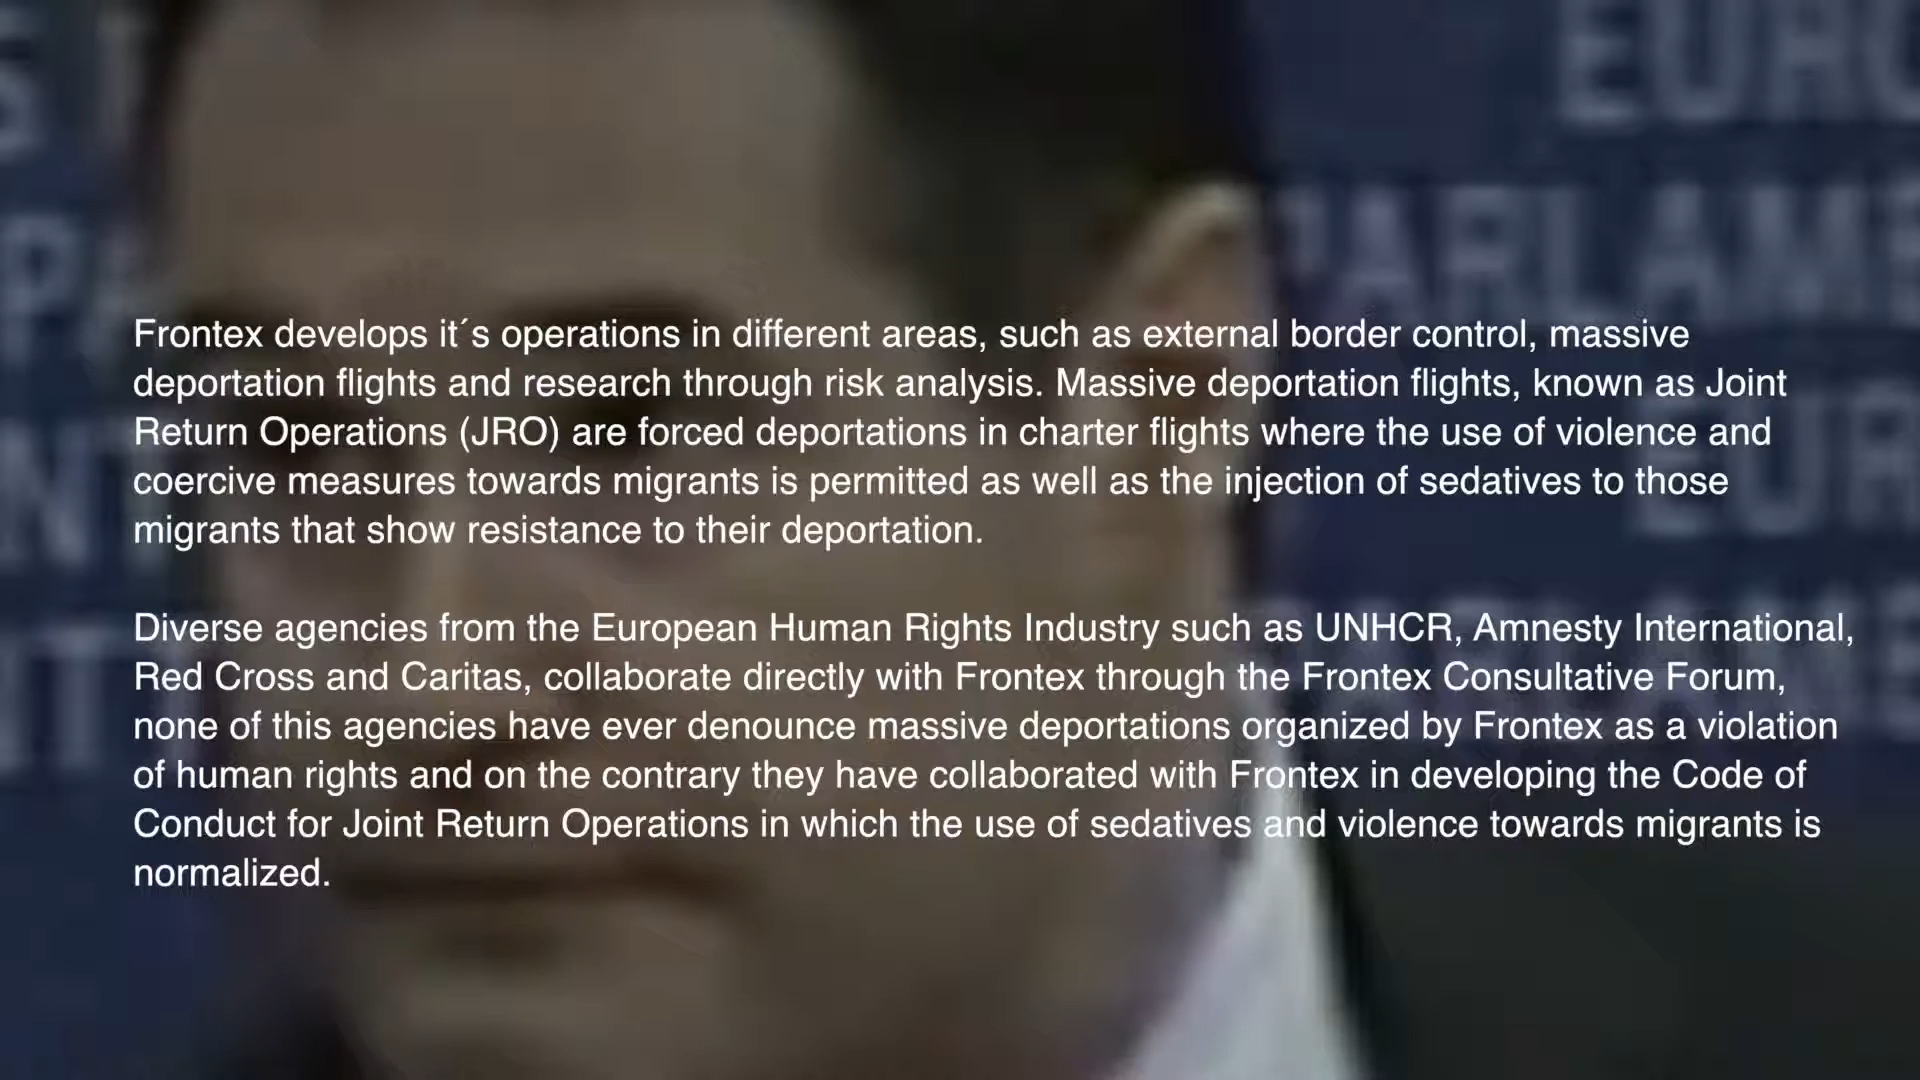 EURO
PARLAME
EUR
PARLAME
Frontex develops it´s operations in different areas, such as external border control, massive
deportation flights and research through risk analysis. Massive deportation flights, known as Joint
Return Operations (JRO) are forced deportations in charter flights where the use of violence and
coercive measures towards migrants is permitted as well as the injection of sedatives to those
migrants that show resistance to their deportation.
Diverse agencies from the European Human Rights Industry such as UNHCR, Amnesty International,
Red Cross and Caritas, collaborate directly with Frontex through the Frontex Consultative Forum,
none of this agencies have ever denounce massive deportations organized by Frontex as a violation
of human rights and on the contrary they have collaborated with Frontex in developing the Code of
Conduct for Joint Return Operations in which the use of sedatives and violence towards migrants is
normalized.